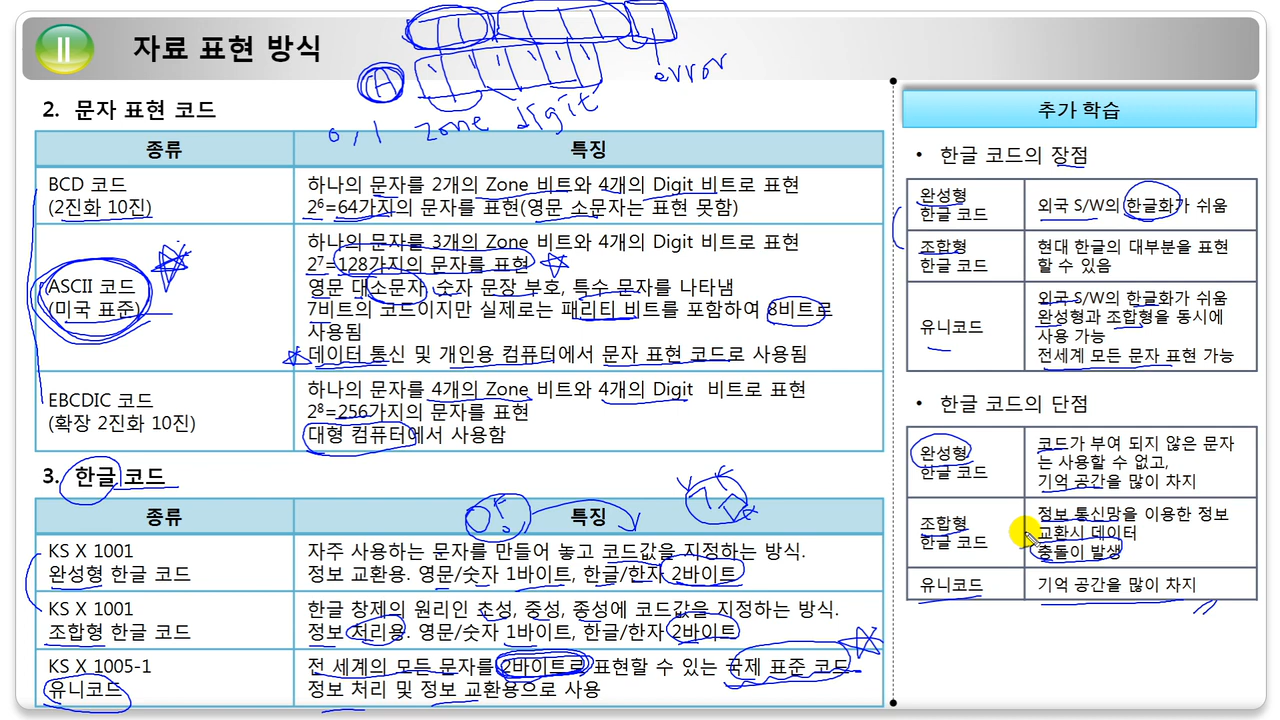 II 자료 표현 방식
error
A
0, 1 zone digit
2. 문자 표현 코드
종류 특징
BCD 코드
(2진화 10진)
하나의 문자를 2개의 Zone 비트와 4개의 Digit 비트로 표현
2⁶=64가지의 문자를 표현(영문 소문자는 표현 못함)
ASCII 코드
(미국 표준)
하나의 문자를 3개의 Zone 비트와 4개의 Digit 비트로 표현
2⁷=128가지의 문자를 표현
영문 대소문자, 숫자, 문장 부호, 특수 문자를 나타냄
7비트의 코드이지만 실제로는 패리티 비트를 포함하여 8비트로
사용됨
데이터 통신 및 개인용 컴퓨터에서 문자 표현 코드로 사용됨
EBCDIC 코드
(확장 2진화 10진)
하나의 문자를 4개의 Zone 비트와 4개의 Digit 비트로 표현
2⁸=256가지의 문자를 표현
대형 컴퓨터에서 사용함
3. 한글 코드
종류 특징
KS X 1001
완성형 한글 코드
자주 사용하는 문자를 만들어 놓고 코드값을 지정하는 방식.
정보 교환용. 영문/숫자 1바이트, 한글/한자 2바이트
KS X 1001
조합형 한글 코드
한글 창제의 원리인 초성, 중성, 종성에 코드값을 지정하는 방식.
정보 처리용. 영문/숫자 1바이트, 한글/한자 2바이트
KS X 1005-1
유니코드
전 세계의 모든 문자를 2바이트로 표현할 수 있는 국제 표준 코드
정보 처리 및 정보 교환용으로 사용
추가 학습
• 한글 코드의 장점
완성형
한글 코드
외국 S/W의 한글화가 쉬움
조합형
한글 코드
현대 한글의 대부분을 표현
할 수 있음
유니코드
외국 S/W의 한글화가 쉬움
완성형과 조합형을 동시에
사용 가능
전세계 모든 문자 표현 가능
• 한글 코드의 단점
완성형
한글 코드
코드가 부여 되지 않은 문자
는 사용할 수 없고,
기억 공간을 많이 차지
조합형
한글 코드
정보 통신망을 이용한 정보
교환시 데이터
충돌이 발생
유니코드
기억 공간을 많이 차지